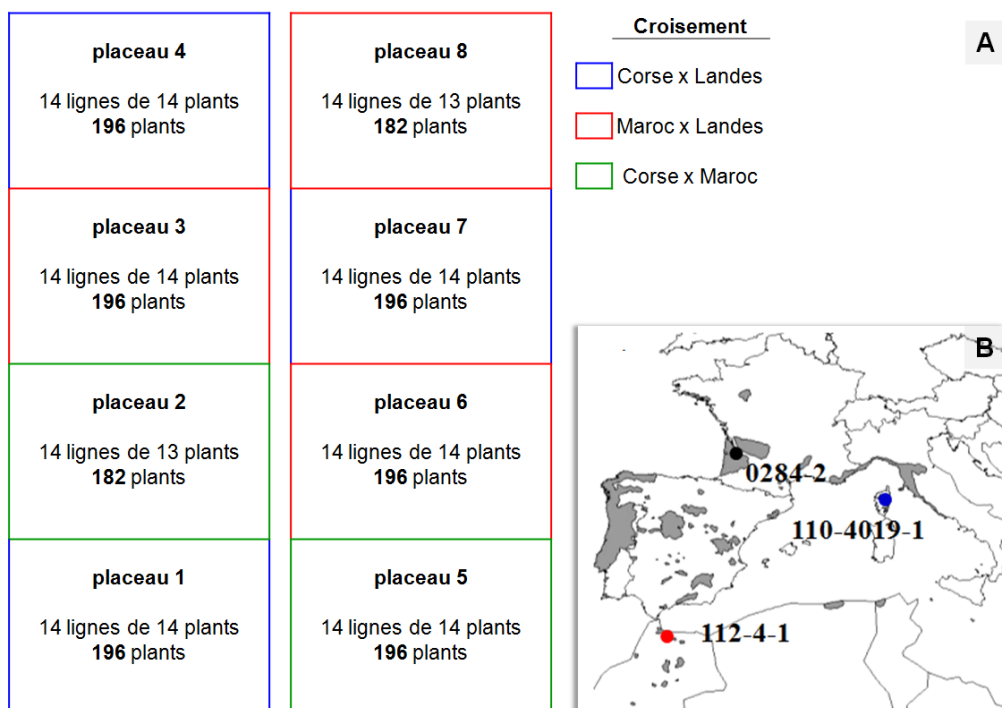 placeau 4
14 lignes de 14 plants
196 plants
placeau 8
14 lignes de 13 plants
182 plants
placeau 3
14 lignes de 14 plants
196 plants
placeau 7
14 lignes de 14 plants
196 plants
placeau 2
14 lignes de 13 plants
182 plants
placeau 6
14 lignes de 14 plants
196 plants
placeau 1
14 lignes de 14 plants
196 plants
placeau 5
14 lignes de 14 plants
196 plants
Croisement
A
Corse x Landes
Maroc x Landes
Corse x Maroc
B
0284-2
110-4019-1
112-4-1